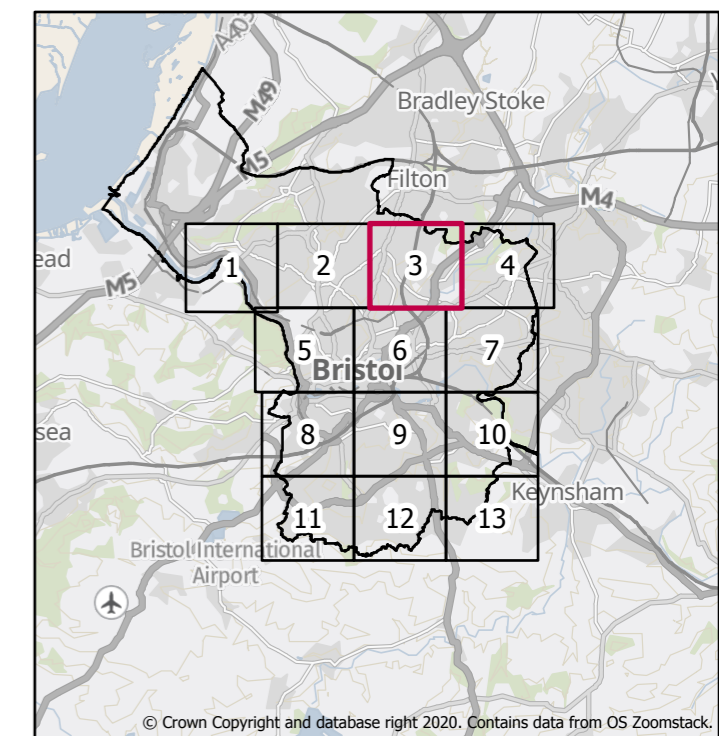 A403
M49
Bradley Stoke
M5
Filton
M4
ead
1
2
3
4
M5
5
6
7
Bristol
sea
8
9
10
Keynsham
11
12
13
Bristol International
Airport
© Crown Copyright and database right 2020. Contains data from OS Zoomstack.